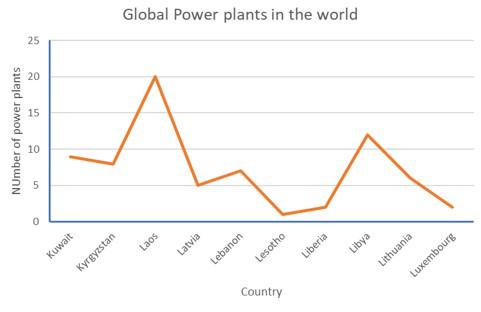 Global Power plants in the world
NUmber of power plants
25
20
15
10
5
0
Kuwait
Kyrgyzstan
Laos
Latvia
Lebanon
Lesotho
Liberia
Libya
Lithuania
Luxembourg
Country